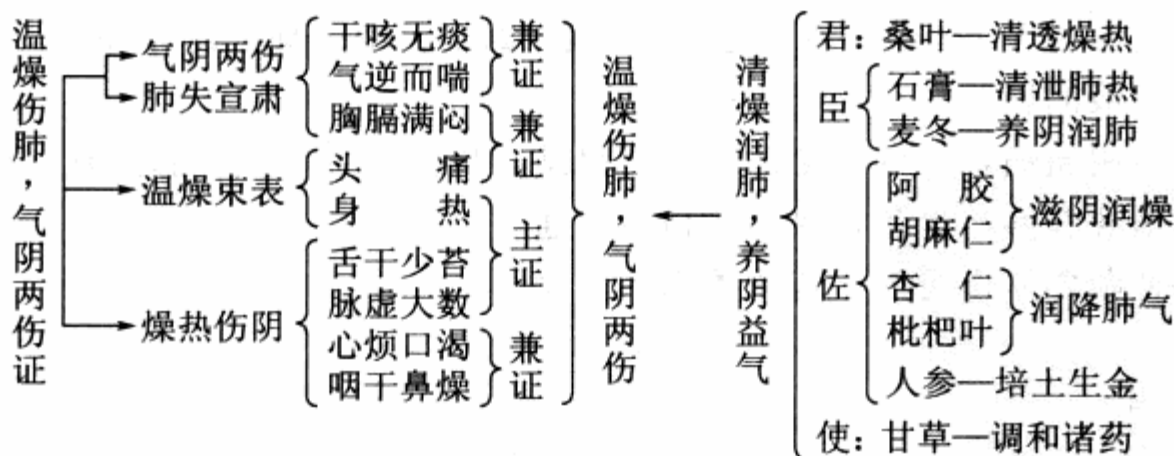 温燥伤肺，气阴两伤证
气阴两伤
肺失宣肃
温燥束表
燥热伤阴
干咳无痰
气逆而喘
胸膈满闷
头 痛
身 热
舌干少苔
脉虚大数
心烦口渴
咽干鼻燥
兼证
兼证
主证
兼证
温燥伤肺，气阴两伤
清燥润肺，养阴益气
君：桑叶—清透燥热
臣
石膏—清泄肺热
麦冬—养阴润肺
佐
阿 胶
胡麻仁
滋阴润燥
杏 仁
枇杷叶
润降肺气
人参—培土生金
使：甘草—调和诸药